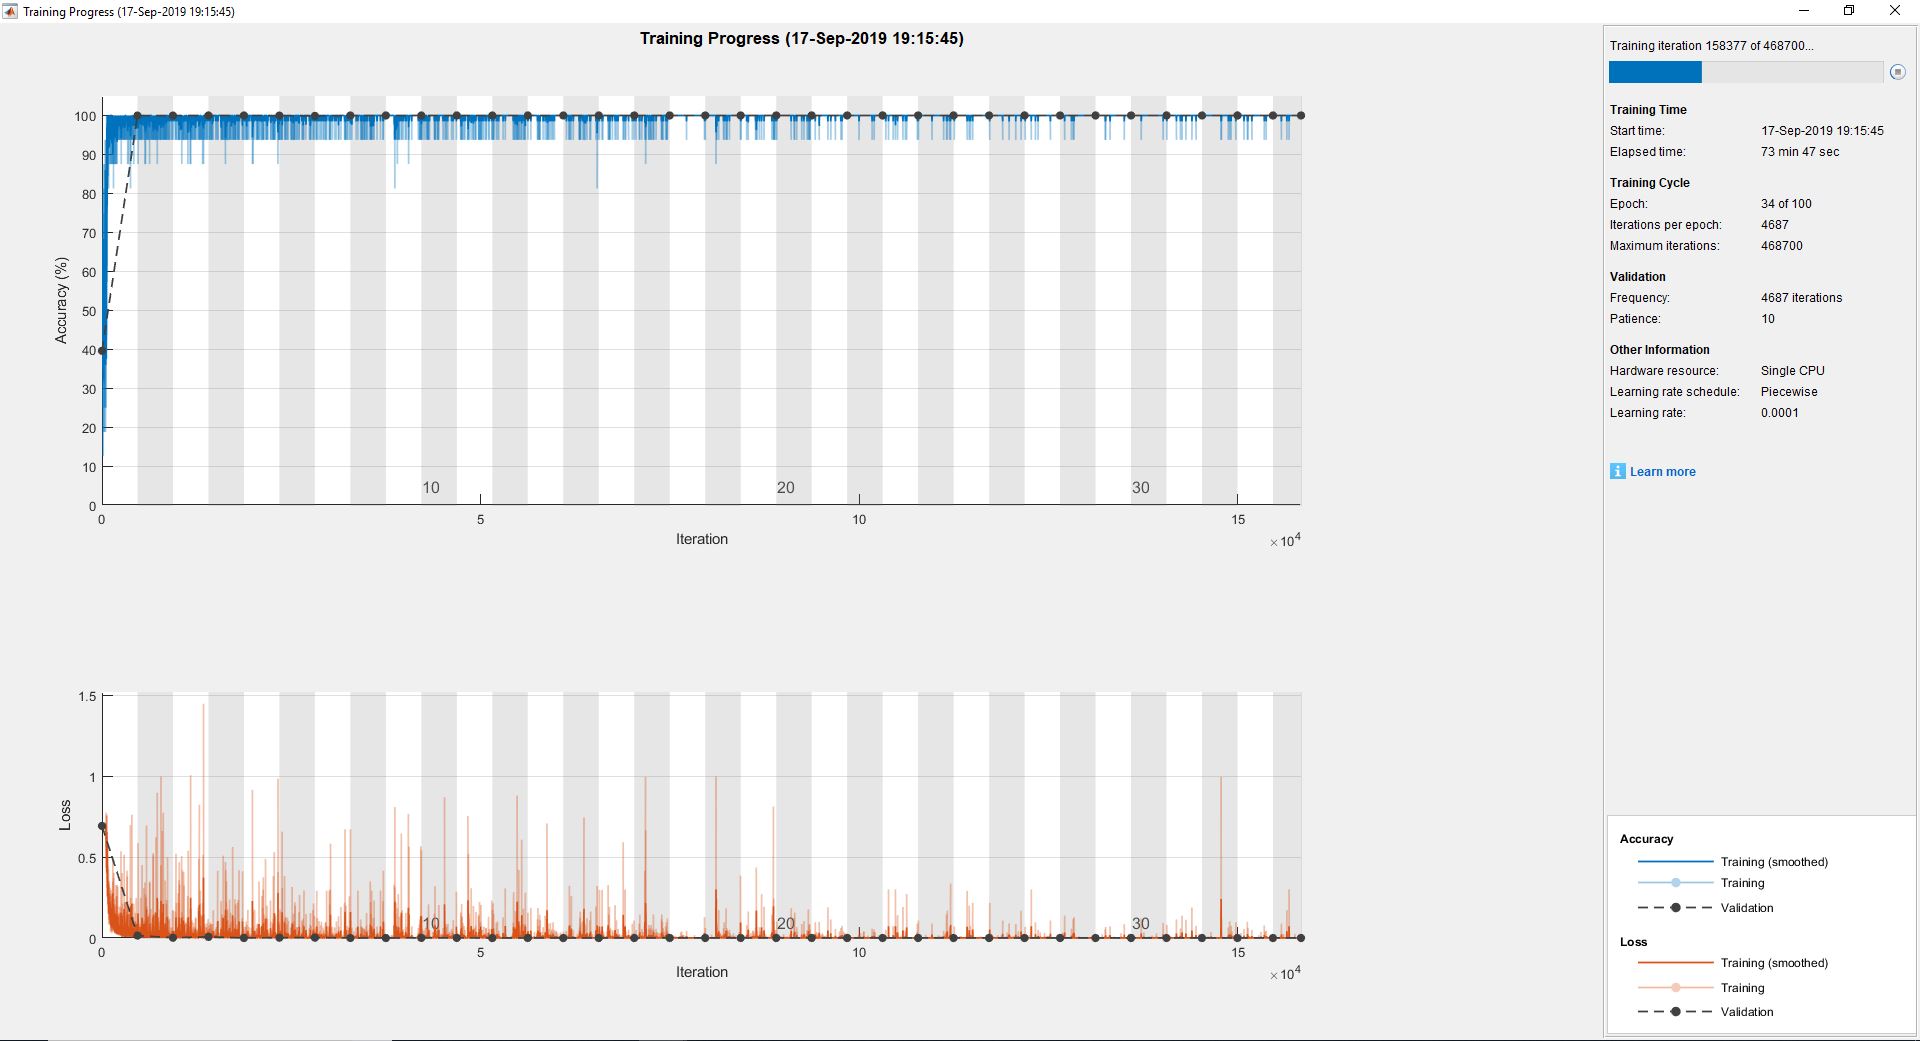 Training Progress (17-Sep-2019 19:15:45)
Training Progress (17-Sep-2019 19:15:45)
100
90
80
70
60
50
40
30
20
10
0
Accuracy (%)
10
20
30
0
5
10
15
Iteration
×10^4
1.5
1
0.5
0
Loss
10
20
30
0
5
10
15
Iteration
×10^4
Training iteration 158377 of 468700...
Training Time
Start time: 17-Sep-2019 19:15:45
Elapsed time: 73 min 47 sec
Training Cycle
Epoch: 34 of 100
Iterations per epoch: 4687
Maximum iterations: 468700
Validation
Frequency: 4687 iterations
Patience: 10
Other Information
Hardware resource: Single CPU
Learning rate schedule: Piecewise
Learning rate: 0.0001
i Learn more
Accuracy
Training (smoothed)
Training
Validation
Loss
Training (smoothed)
Training
Validation